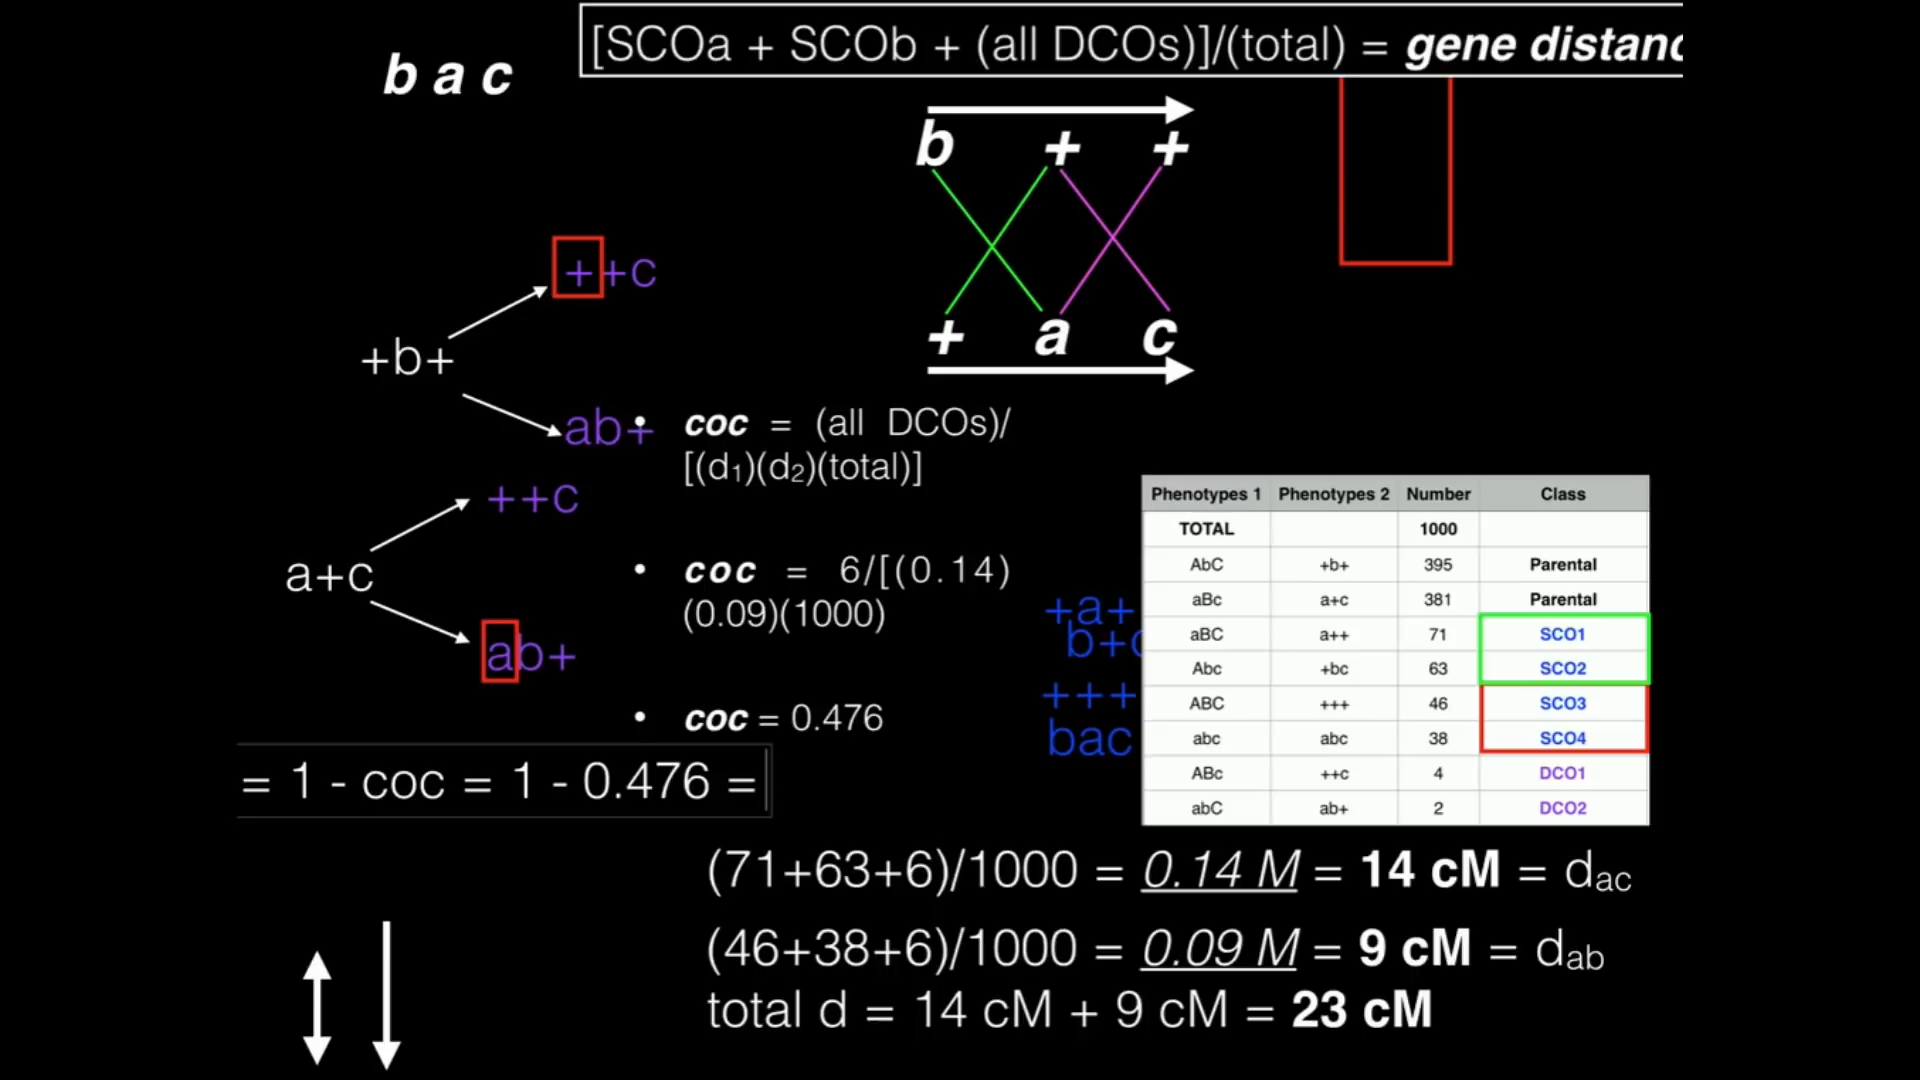 [SCOa + SCOb + (all DCOs)]/(total) = gene distanc
b a c
b + +
+ a c
+b+
++c
ab+
a+c
++c
ab+
• coc = (all DCOs)/
[(d1)(d2)(total)]
• coc = 6/[(0.14)
(0.09)(1000)
• coc = 0.476
= 1 - coc = 1 - 0.476 =
+a+
b+c
+++
bac
Phenotypes 1 Phenotypes 2 Number Class
TOTAL 1000
AbC +b+ 395 Parental
aBc a+c 381 Parental
aBC a++ 71 SCO1
Abc +bc 63 SCO2
ABC +++ 46 SCO3
abc abc 38 SCO4
ABc ++c 4 DCO1
abC ab+ 2 DCO2
(71+63+6)/1000 = 0.14 M = 14 cM = dac
(46+38+6)/1000 = 0.09 M = 9 cM = dab
total d = 14 cM + 9 cM = 23 cM